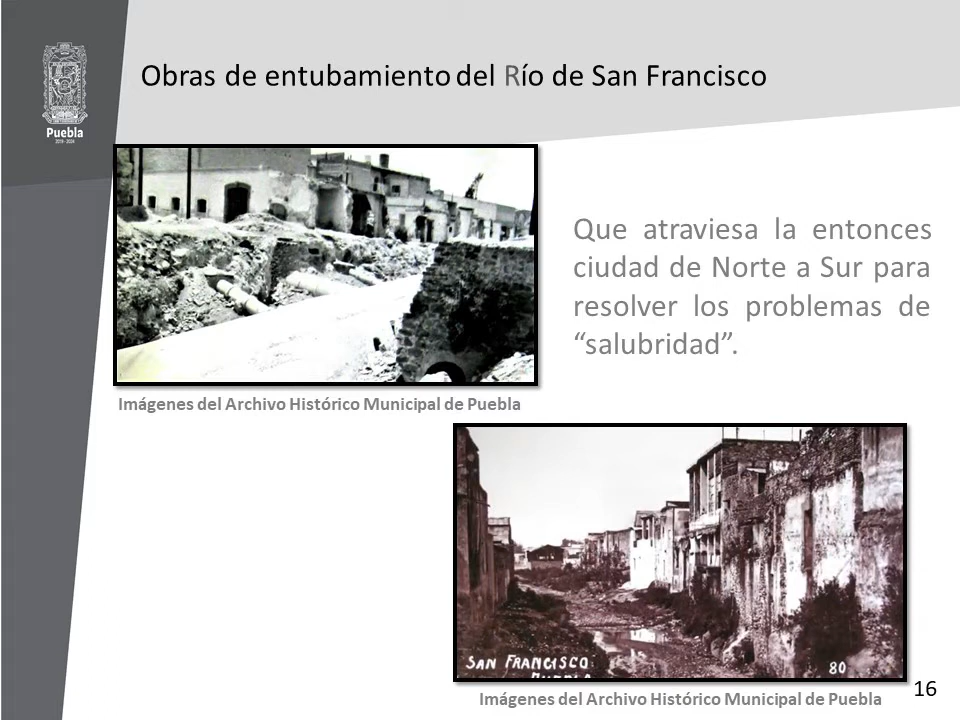 Puebla
Obras de entubamiento del Río de San Francisco
Que atraviesa la entonces
ciudad de Norte a Sur para
resolver los problemas de
“salubridad”.
Imágenes del Archivo Histórico Municipal de Puebla
SAN FRANCISCO
PUEBLA
80
Imágenes del Archivo Histórico Municipal de Puebla
16